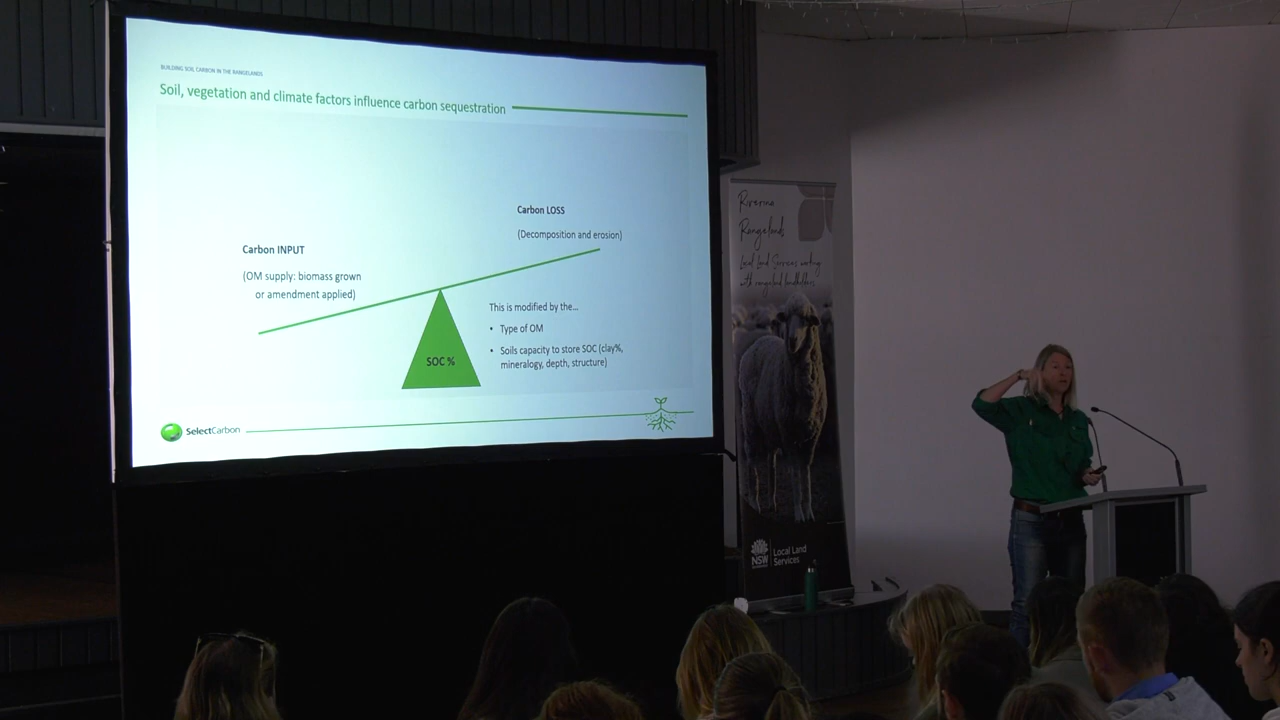 BUILDING SOIL CARBON IN THE RANGELANDS
Soil, vegetation and climate factors influence carbon sequestration
Carbon LOSS
(Decomposition and erosion)
Carbon INPUT
(OM supply: biomass grown
or amendment applied)
This is modified by the...
• Type of OM
• Soils capacity to store SOC (clay%,
mineralogy, depth, structure)
SOC %
SelectCarbon
Riverina
Rangelands
Local Land Services working
with rangeland landholders
NSW
Local Land
Services